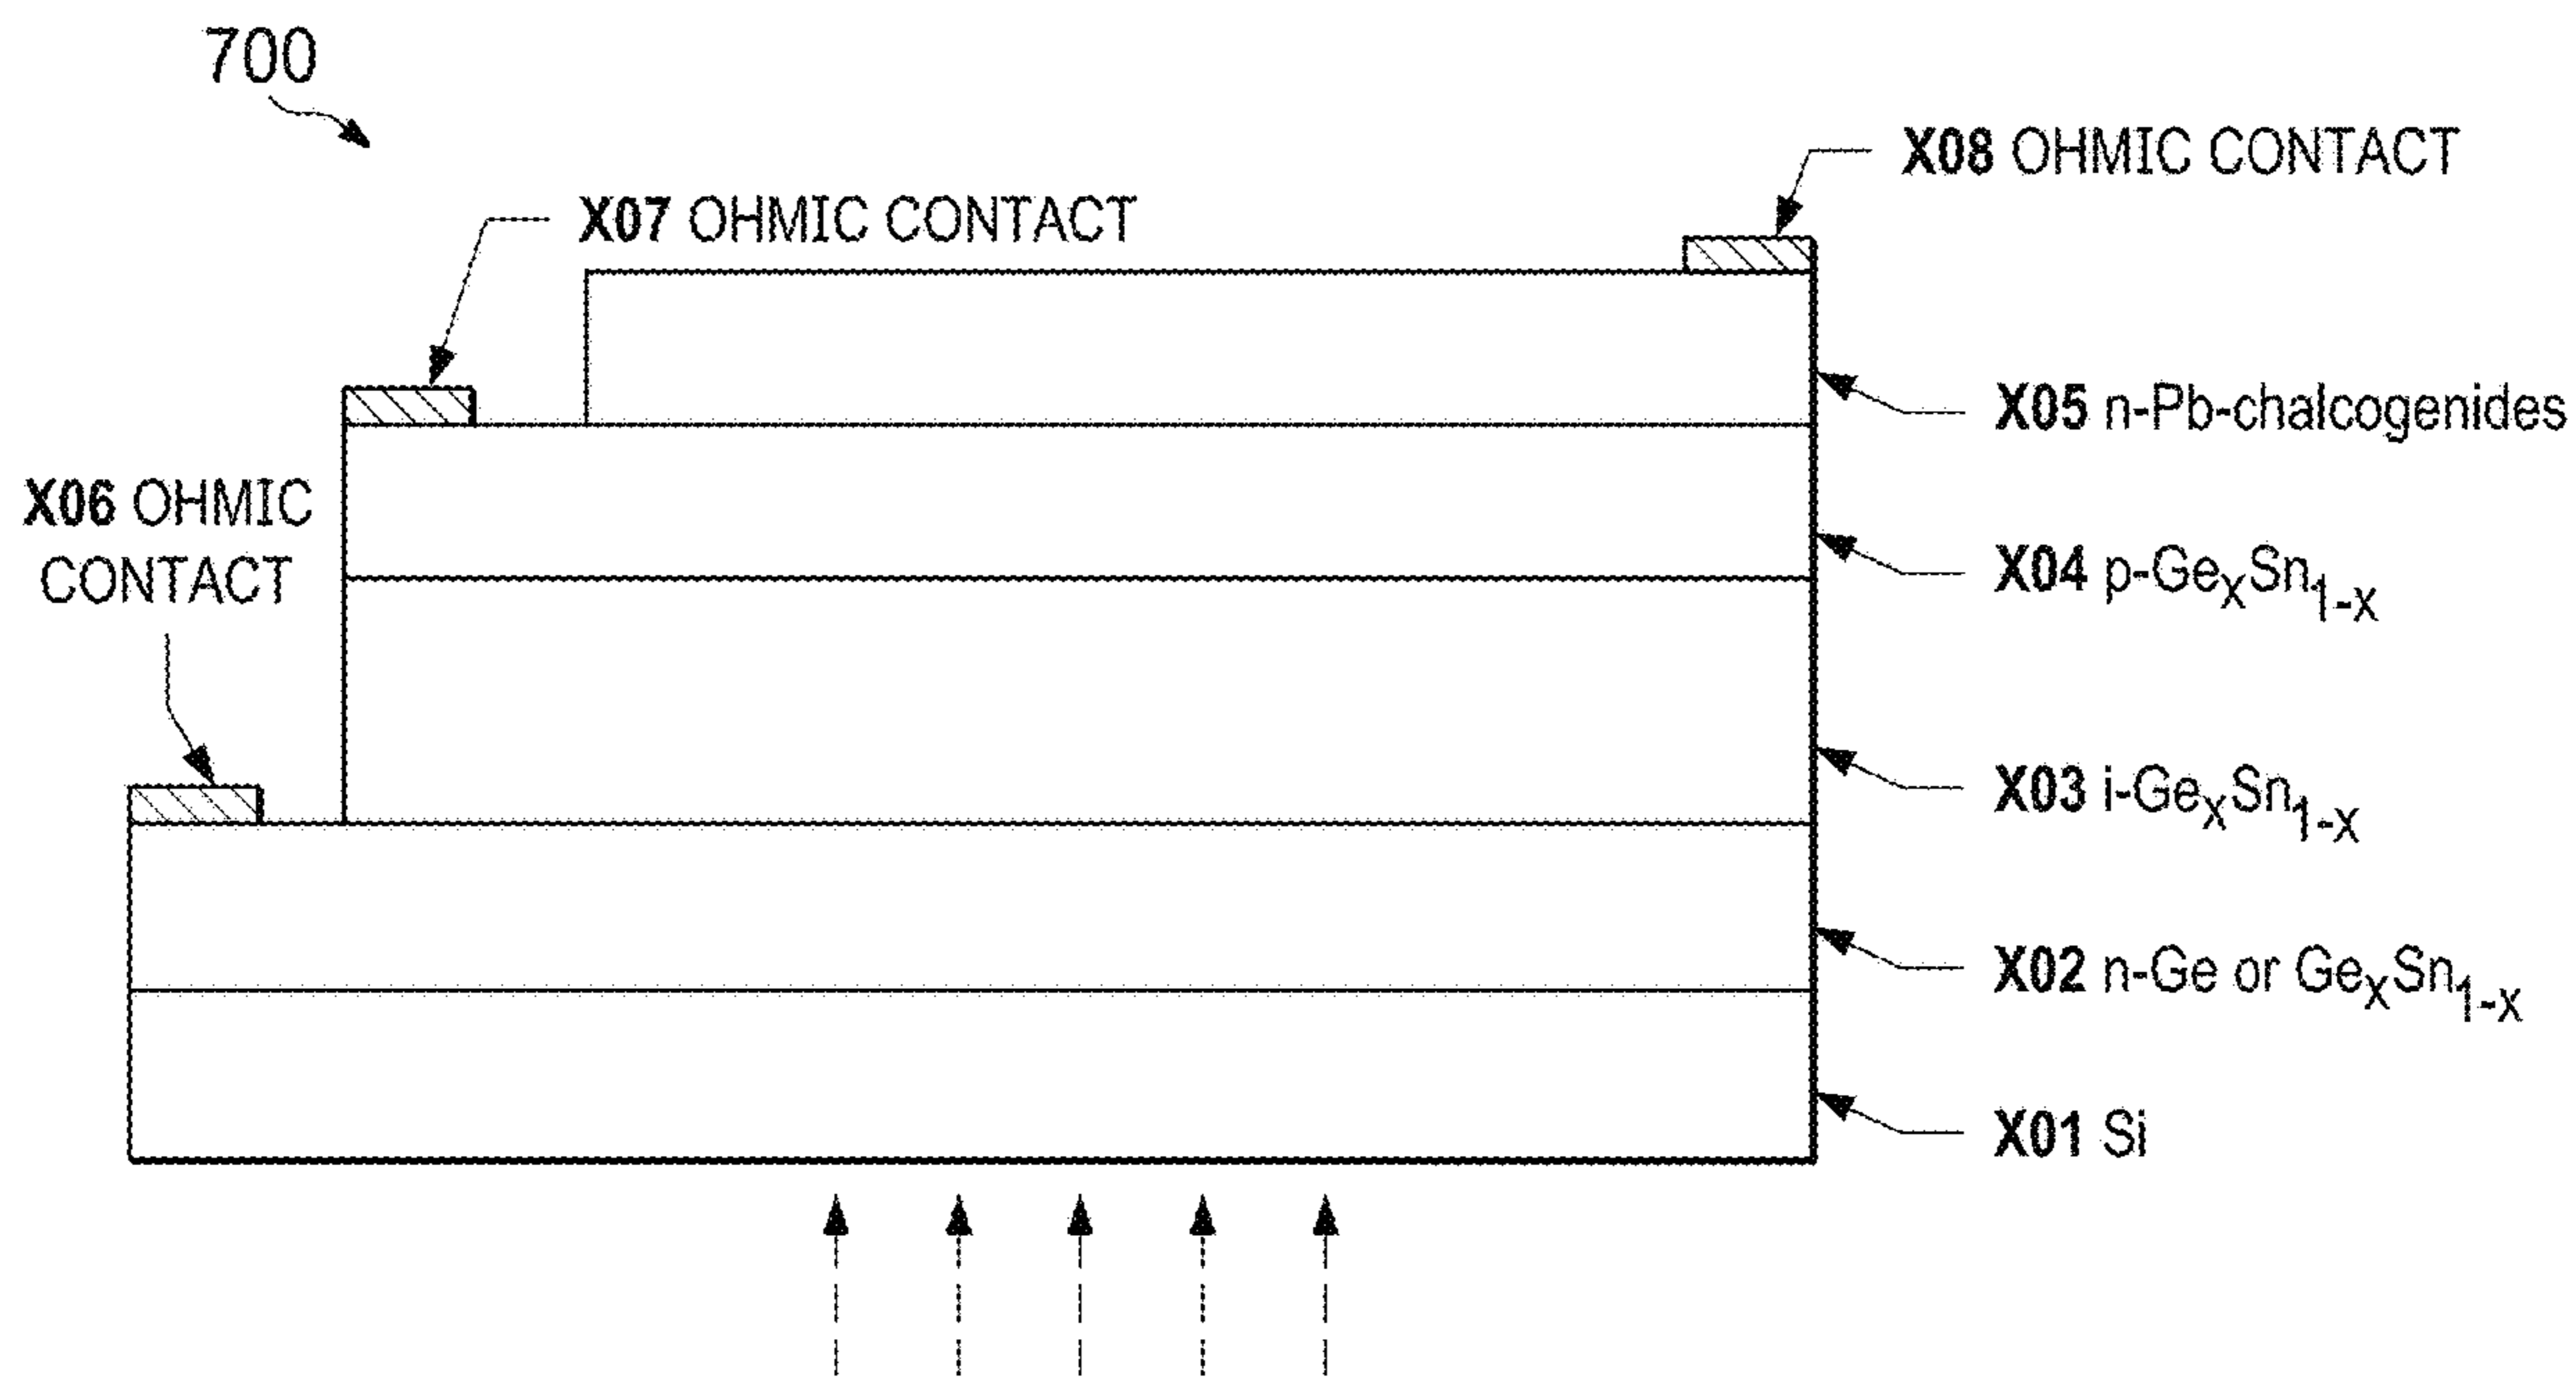 700
X08 OHMIC CONTACT
X07 OHMIC CONTACT
X05 n-Pb-chalcogenides
X06 OHMIC
CONTACT
X04 p-GeXSn1-X
X03 i-GeXSn1-X
X02 n-Ge or GeXSn1-X
X01 Si